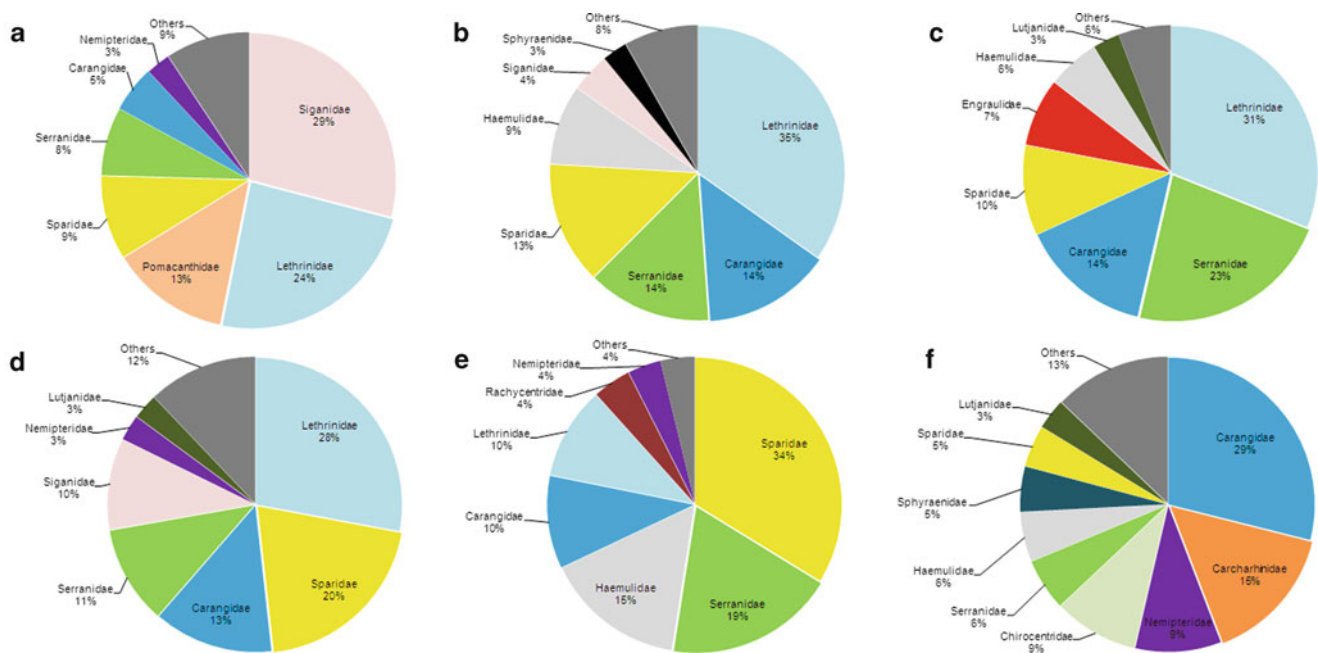 a
Others
9%
Nemipteridae
3%
Carangidae
5%
Serranidae
8%
Sparidae
9%
Pomacanthidae
13%
Lethrinidae
24%
Siganidae
29%
b
Others
8%
Sphyraenidae
3%
Siganidae
4%
Haemulidae
9%
Sparidae
13%
Serranidae
14%
Carangidae
14%
Lethrinidae
35%
c
Others
6%
Lutjanidae
3%
Haemulidae
6%
Engraulidae
7%
Sparidae
10%
Carangidae
14%
Serranidae
23%
Lethrinidae
31%
d
Others
12%
Lutjanidae
3%
Nemipteridae
3%
Siganidae
10%
Serranidae
11%
Carangidae
13%
Sparidae
20%
Lethrinidae
28%
e
Others
4%
Nemipteridae
4%
Rachycentridae
4%
Lethrinidae
10%
Carangidae
10%
Haemulidae
15%
Serranidae
19%
Sparidae
34%
f
Others
13%
Lutjanidae
3%
Sparidae
5%
Sphyraenidae
5%
Haemulidae
6%
Serranidae
6%
Chirocentridae
9%
Nemipteridae
9%
Carcharhinidae
15%
Carangidae
29%